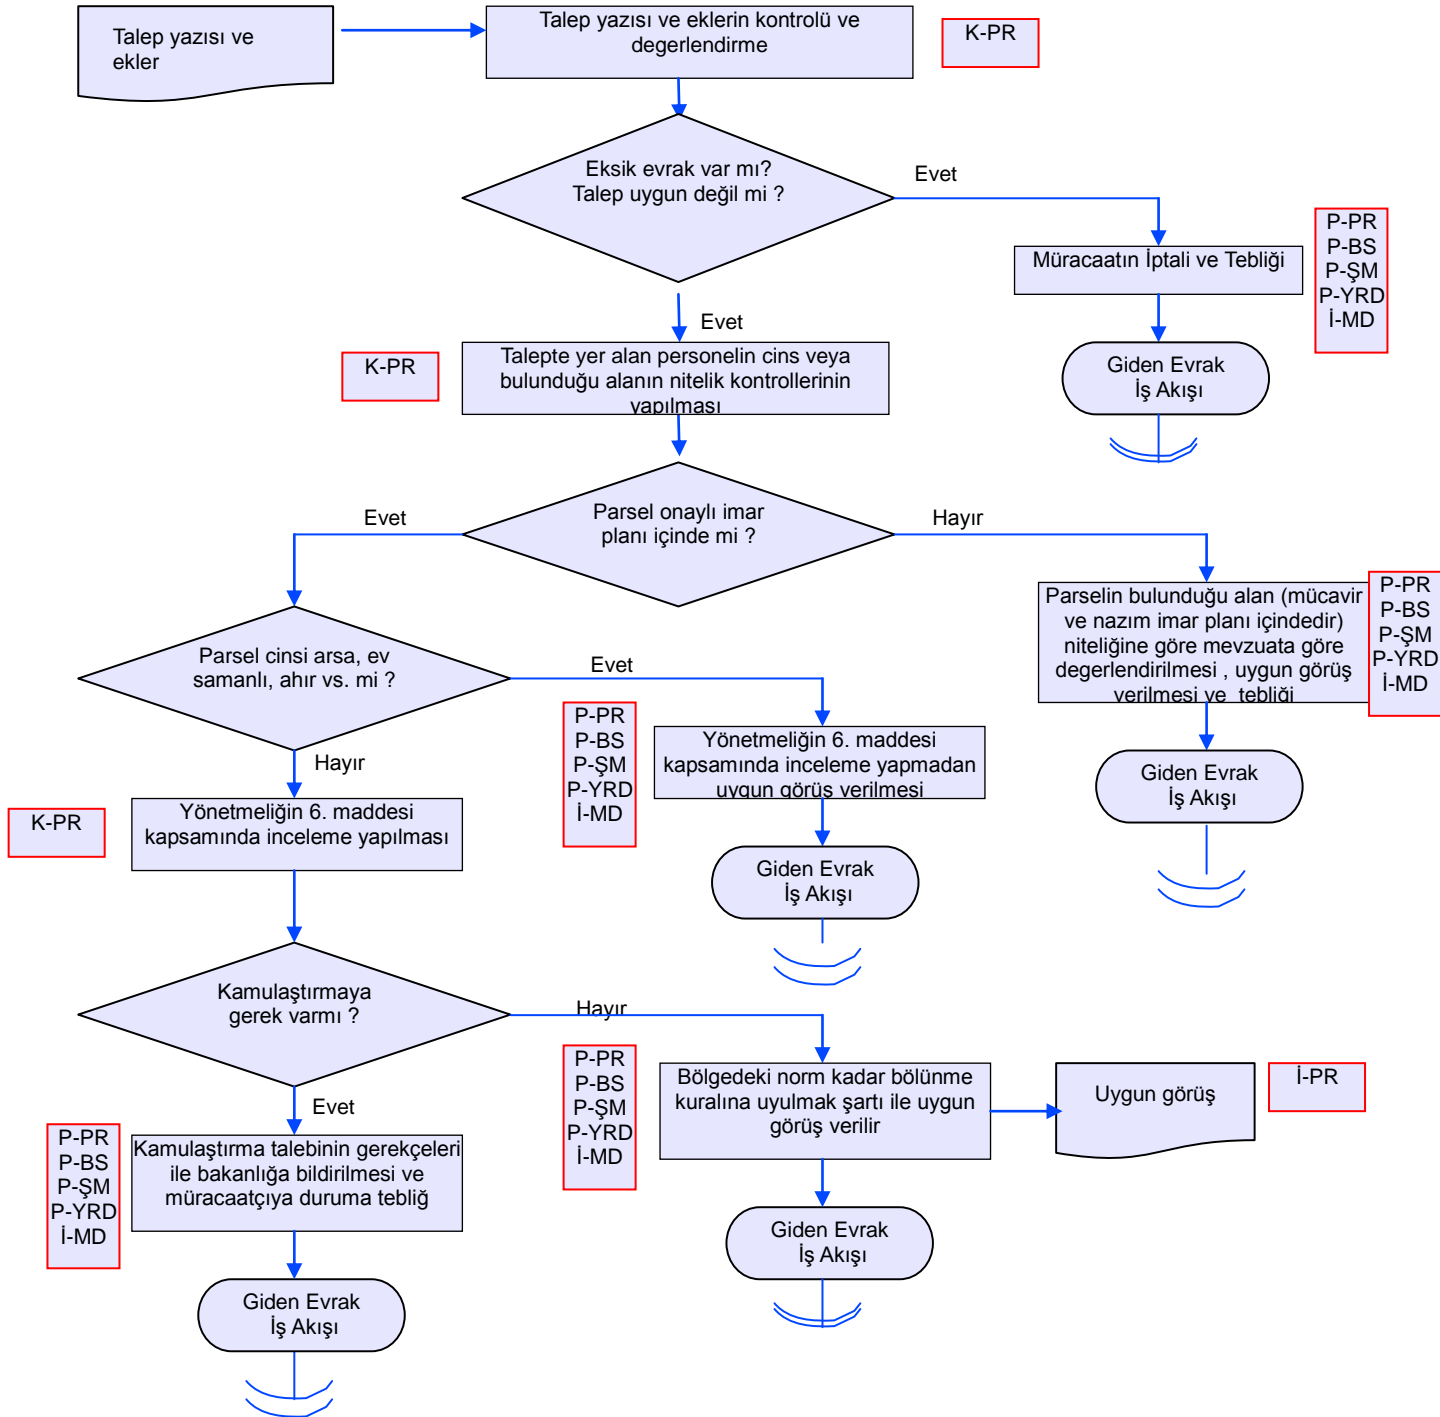 Talep yazısı ve
ekler
Talep yazısı ve eklerin kontrolü ve
degerlendirme
K-PR
Eksik evrak var mı?
Talep uygun değil mi ?
Evet
Müracaatın İptali ve Tebliği
P-PR
P-BS
P-ŞM
P-YRD
İ-MD
Giden Evrak
İş Akışı
Evet
K-PR
Talepte yer alan personelin cins veya
bulunduğu alanın nitelik kontrollerinin
yapılması
Parsel onaylı imar
planı içinde mi ?
Evet
Hayır
Parselin bulunduğu alan (mücavir
ve nazım imar planı içindedir)
niteliğine göre mevzuata göre
degerlendirilmesi , uygun görüş
verilmesi ve tebliği
P-PR
P-BS
P-ŞM
P-YRD
İ-MD
Giden Evrak
İş Akışı
Parsel cinsi arsa, ev
samanlı, ahır vs. mi ?
Evet
P-PR
P-BS
P-ŞM
P-YRD
İ-MD
Yönetmeliğin 6. maddesi
kapsamında inceleme yapmadan
uygun görüş verilmesi
Giden Evrak
İş Akışı
Hayır
K-PR
Yönetmeliğin 6. maddesi
kapsamında inceleme yapılması
Kamulaştırmaya
gerek varmı ?
Hayır
P-PR
P-BS
P-ŞM
P-YRD
İ-MD
Bölgedeki norm kadar bölünme
kuralına uyulmak şartı ile uygun
görüş verilir
Uygun görüş
İ-PR
Giden Evrak
İş Akışı
Evet
P-PR
P-BS
P-ŞM
P-YRD
İ-MD
Kamulaştırma talebinin gerekçeleri
ile bakanlığa bildirilmesi ve
müracaatçıya duruma tebliğ
Giden Evrak
İş Akışı